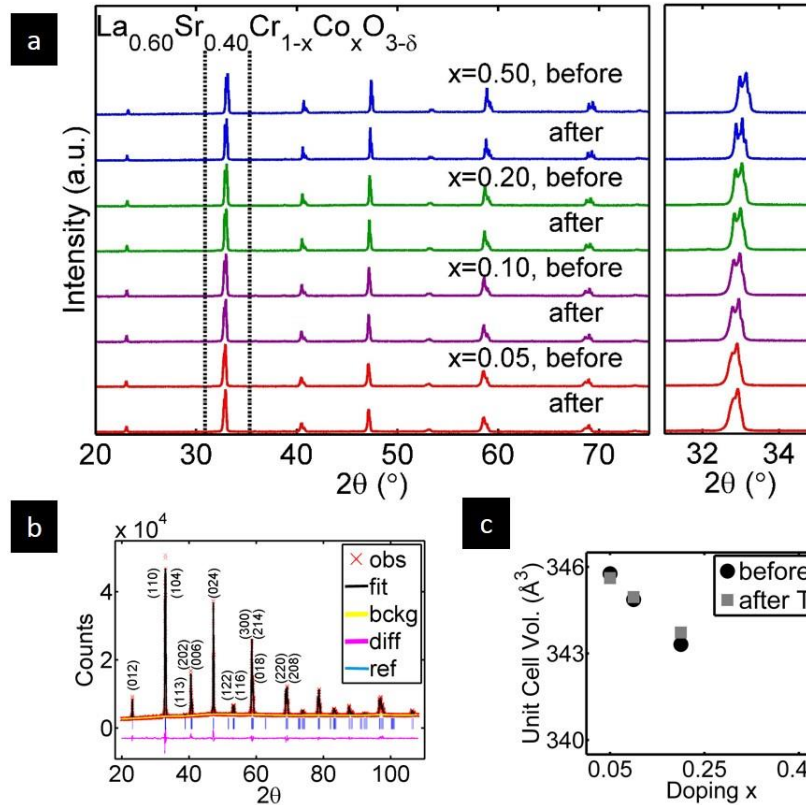 a
La0.60Sr0.40Cr1-xCoxO3-δ
x=0.50, before
after
x=0.20, before
after
x=0.10, before
after
x=0.05, before
after
Intensity (a.u.)
20 30 40 50 60 70
2θ (°)
32 34
2θ (°)
b
x 10^4
4
2
0
Counts
(012)
(110)
(104)
(113)
(202)
(006)
(024)
(122)
(116)
(300)
(214)
(018)
(220)
(208)
obs
fit
bckg
diff
ref
20 40 60 80 100
2θ
c
346
343
340
Unit Cell Vol. (Å^3)
before
after T
0.05 0.25 0.4
Doping x